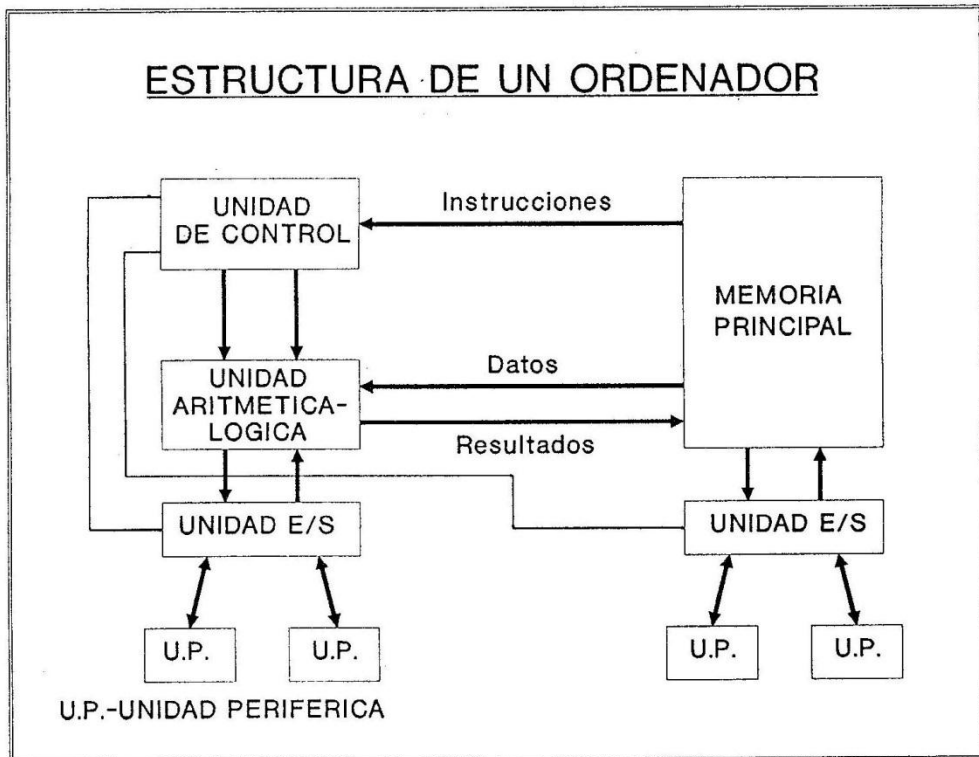 ESTRUCTURA DE UN ORDENADOR
UNIDAD
DE CONTROL
Instrucciones
MEMORIA
PRINCIPAL
UNIDAD
ARITMETICA-
LOGICA
Datos
Resultados
UNIDAD E/S
UNIDAD E/S
U.P.
U.P.
U.P.
U.P.
U.P.-UNIDAD PERIFERICA